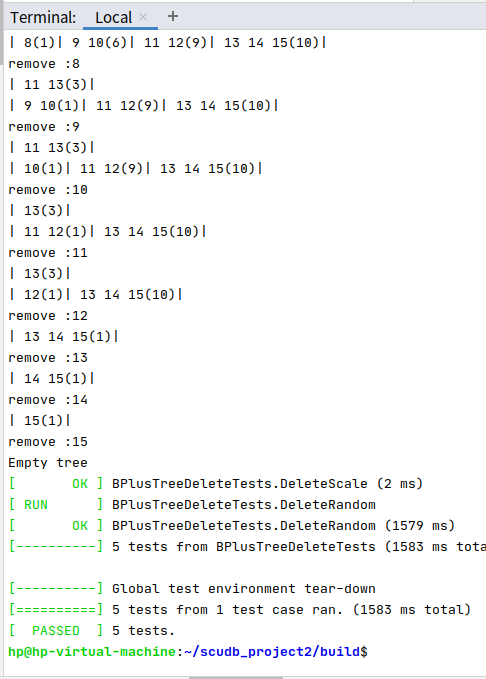 Terminal: Local × +
| 8(1)| 9 10(6)| 11 12(9)| 13 14 15(10)|
remove :8
| 11 13(3)|
| 9 10(1)| 11 12(9)| 13 14 15(10)|
remove :9
| 11 13(3)|
| 10(1)| 11 12(9)| 13 14 15(10)|
remove :10
| 13(3)|
| 11 12(1)| 13 14 15(10)|
remove :11
| 13(3)|
| 12(1)| 13 14 15(10)|
remove :12
| 13 14 15(1)|
remove :13
| 14 15(1)|
remove :14
| 15(1)|
remove :15
Empty tree
[       OK ] BPlusTreeDeleteTests.DeleteScale (2 ms)
[ RUN      ] BPlusTreeDeleteTests.DeleteRandom
[       OK ] BPlusTreeDeleteTests.DeleteRandom (1579 ms)
[----------] 5 tests from BPlusTreeDeleteTests (1583 ms tota
[----------] Global test environment tear-down
[==========] 5 tests from 1 test case ran. (1583 ms total)
[  PASSED  ] 5 tests.
hp@hp-virtual-machine:~/scudb_project2/build$